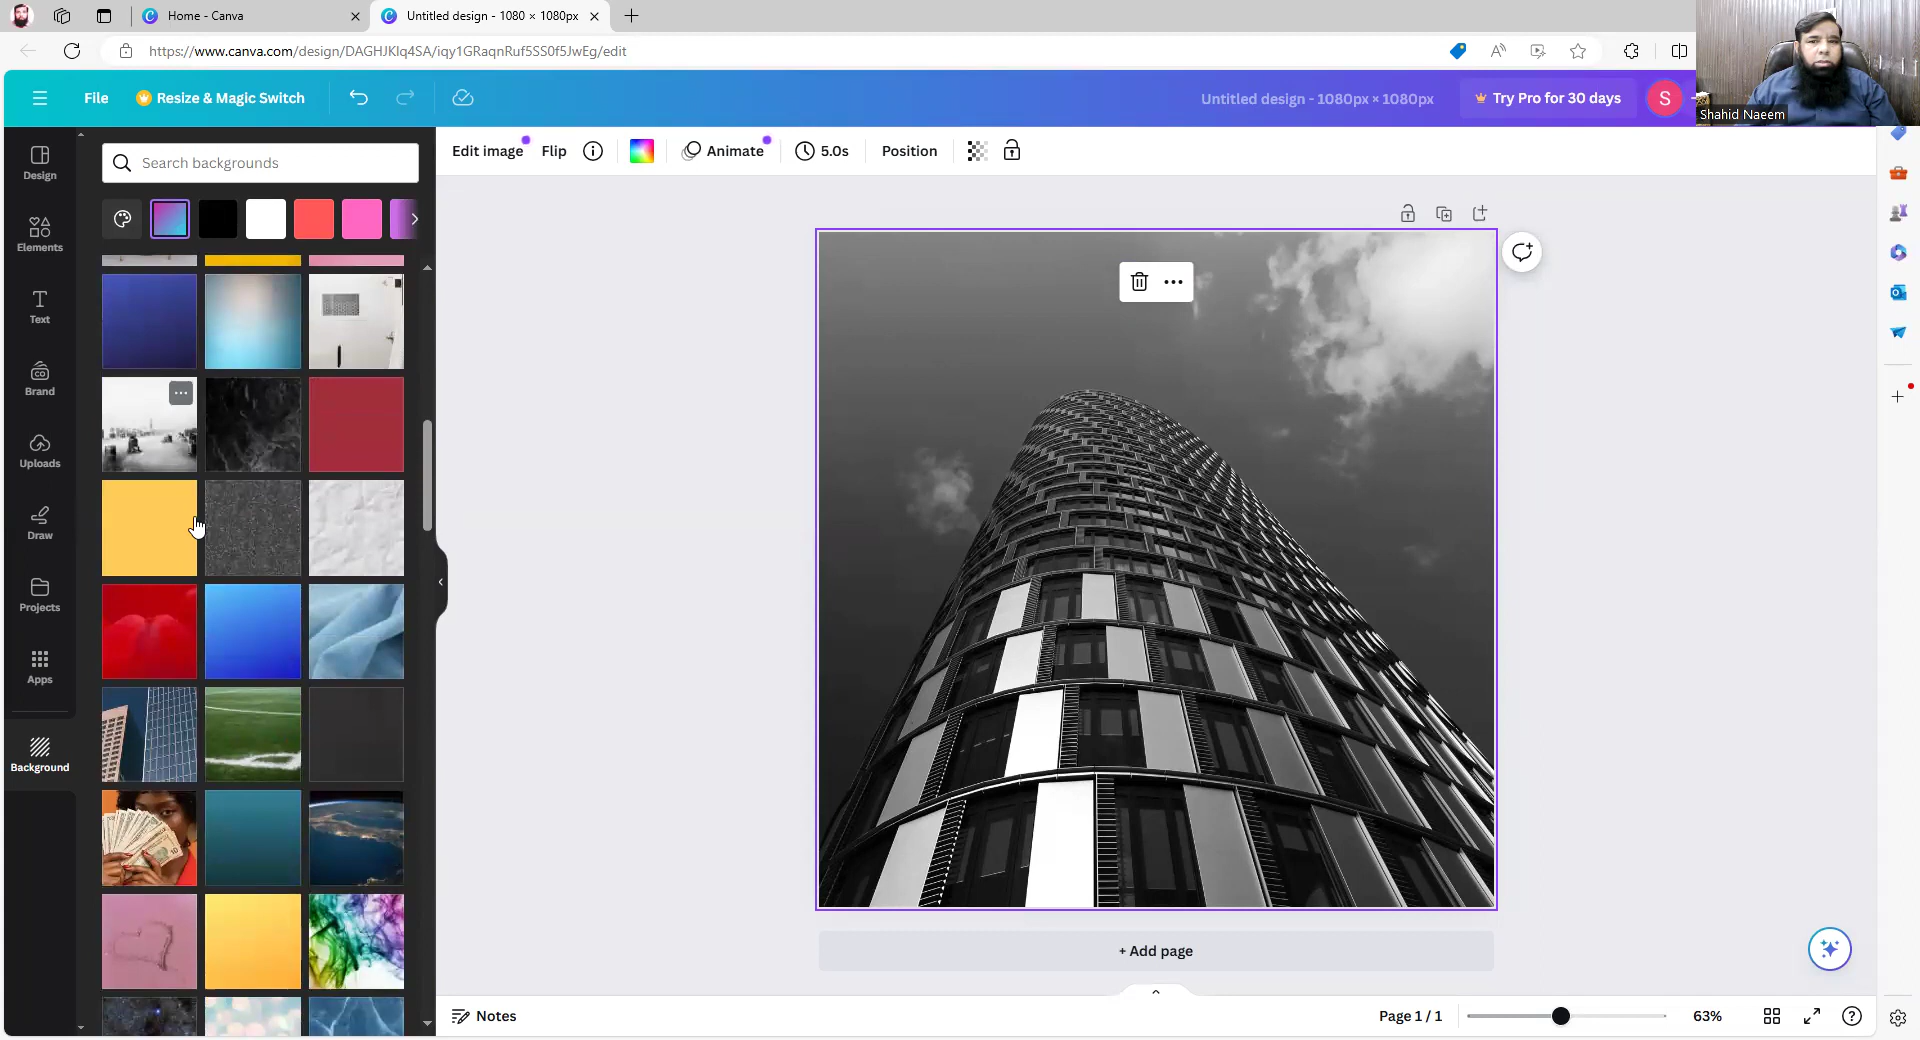 Home - Canva
Untitled design - 1080 × 1080px
https://www.canva.com/design/DAGHJKlq4SA/iqy1GRaqnRuf5SS0f5JwEg/edit
File
Resize & Magic Switch
Untitled design - 1080px × 1080px
Try Pro for 30 days
S
Shahid Naeem
Design
Elements
Text
Brand
Uploads
Draw
Projects
Apps
Background
Search backgrounds
Edit image
Flip
Animate
5.0s
Position
+ Add page
Notes
Page 1 / 1
63%